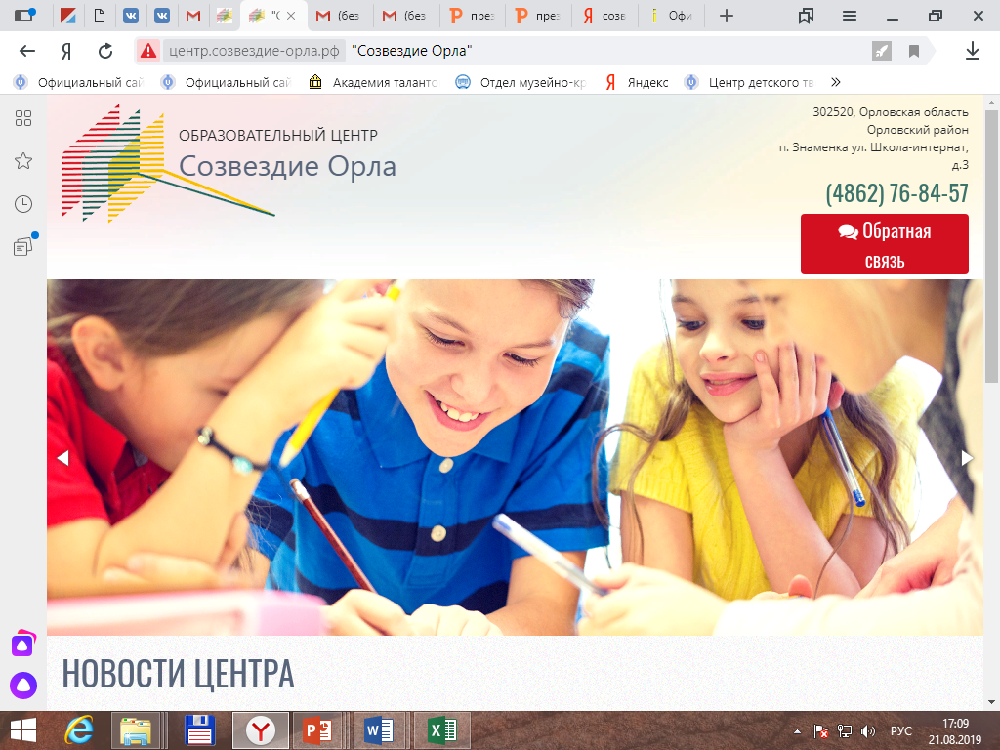 "С
(без
(без
през
през
созв
Офи
центр.созвездие-орла.рф "Созвездие Орла"
Официальный сай
Официальный сай
Академия таланто
Отдел музейно-кр
Яндекс
Центр детского тв
ОБРАЗОВАТЕЛЬНЫЙ ЦЕНТР
Созвездие Орла
302520, Орловская область
Орловский район
п. Знаменка ул. Школа-интернат,
д.3
(4862) 76-84-57
Обратная
связь
НОВОСТИ ЦЕНТРА
РУС
17:09
21.08.2019